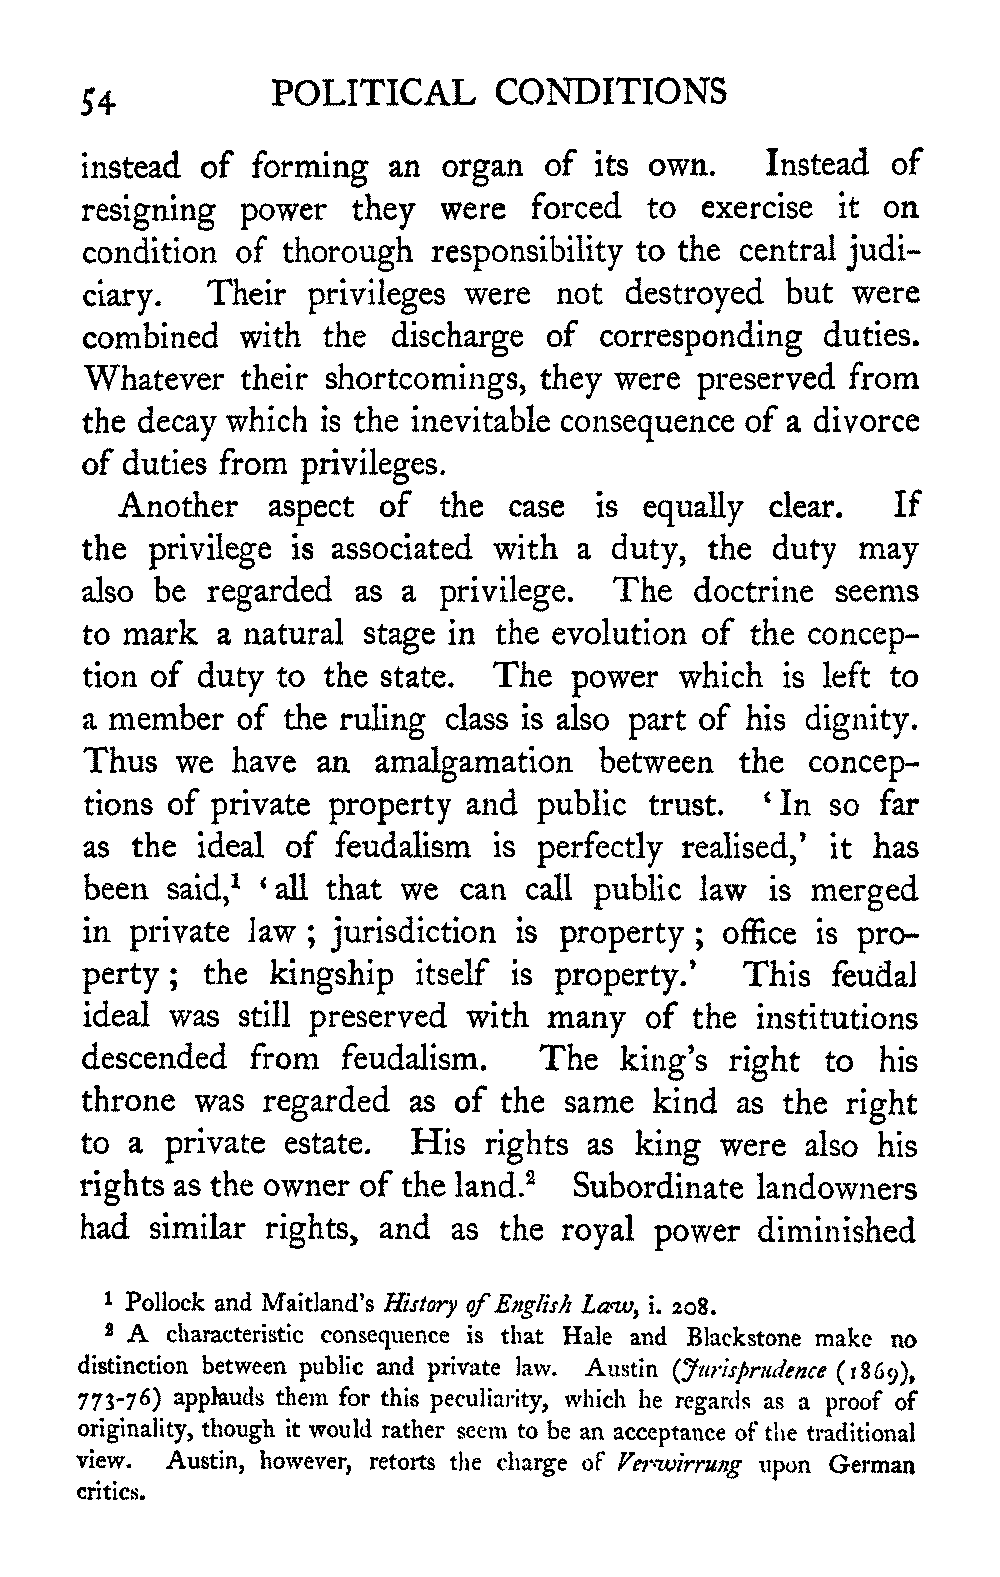 54 POLITICAL CONDITIONS
instead of forming an organ of its own. Instead of
resigning power they were forced to exercise it on
condition of thorough responsibility to the central judi-
ciary. Their privileges were not destroyed but were
combined with the discharge of corresponding duties.
Whatever their shortcomings, they were preserved from
the decay which is the inevitable consequence of a divorce
of duties from privileges.
Another aspect of the case is equally clear. If
the privilege is associated with a duty, the duty may
also be regarded as a privilege. The doctrine seems
to mark a natural stage in the evolution of the concep-
tion of duty to the state. The power which is left to
a member of the ruling class is also part of his dignity.
Thus we have an amalgamation between the concep-
tions of private property and public trust. ‘In so far
as the ideal of feudalism is perfectly realised,’ it has
been said,¹ ‘all that we can call public law is merged
in private law ; jurisdiction is property ; office is pro-
perty ; the kingship itself is property.’ This feudal
ideal was still preserved with many of the institutions
descended from feudalism. The king’s right to his
throne was regarded as of the same kind as the right
to a private estate. His rights as king were also his
rights as the owner of the land.² Subordinate landowners
had similar rights, and as the royal power diminished
¹ Pollock and Maitland’s History of English Law, i. 208.
² A characteristic consequence is that Hale and Blackstone make no
distinction between public and private law. Austin (Jurisprudence (1869),
773-76) applauds them for this peculiarity, which he regards as a proof of
originality, though it would rather seem to be an acceptance of the traditional
view. Austin, however, retorts the charge of Verwirrung upon German
critics.